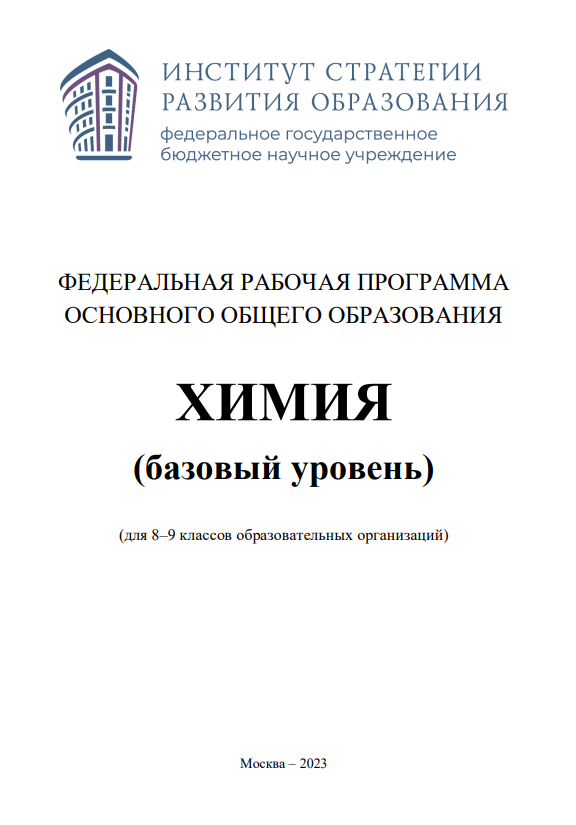 ИНСТИТУТ СТРАТЕГИИ
РАЗВИТИЯ ОБРАЗОВАНИЯ
федеральное государственное
бюджетное научное учреждение
ФЕДЕРАЛЬНАЯ РАБОЧАЯ ПРОГРАММА
ОСНОВНОГО ОБЩЕГО ОБРАЗОВАНИЯ
ХИМИЯ
(базовый уровень)
(для 8–9 классов образовательных организаций)
Москва – 2023